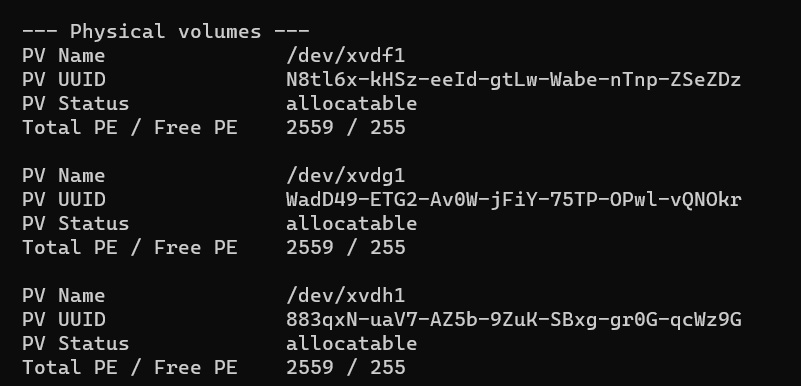 --- Physical volumes ---
PV Name               /dev/xvdf1
PV UUID               N8tl6x-kHSz-eeId-gtLw-Wabe-nTnp-ZSeZDz
PV Status             allocatable
Total PE / Free PE    2559 / 255

PV Name               /dev/xvdg1
PV UUID               WadD49-ETG2-Av0W-jFiY-75TP-OPwl-vQNOkr
PV Status             allocatable
Total PE / Free PE    2559 / 255

PV Name               /dev/xvdh1
PV UUID               883qxN-uaV7-AZ5b-9ZuK-SBxg-gr0G-qcWz9G
PV Status             allocatable
Total PE / Free PE    2559 / 255